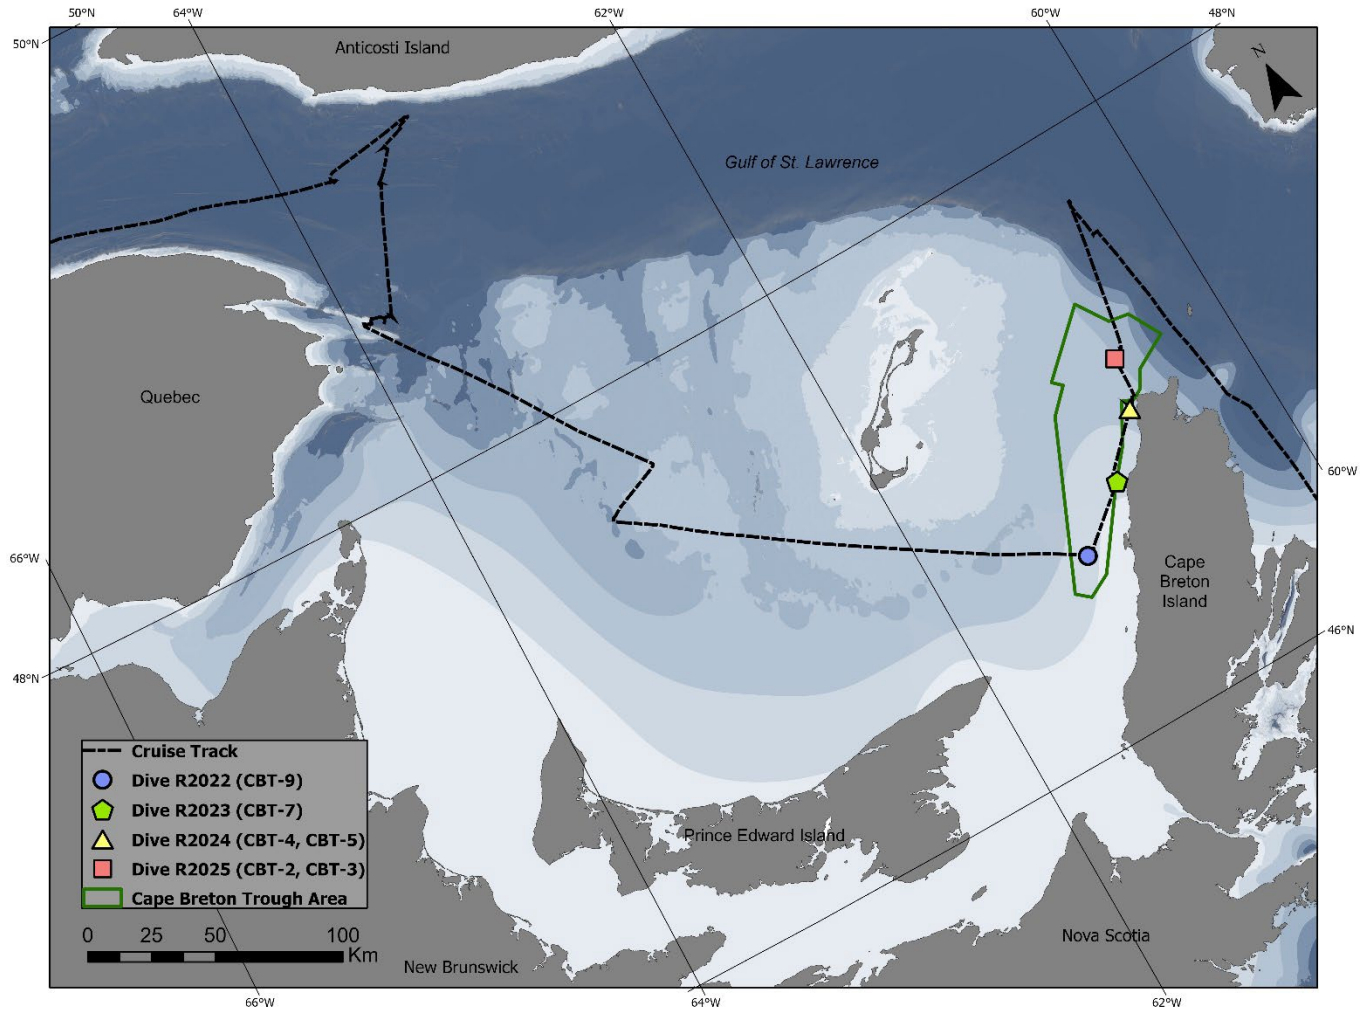 50°N
64°W
62°W
60°W
48°N
50°N
Anticosti Island
N
Gulf of St. Lawrence
Quebec
60°W
66°W
Cape
Breton
Island
46°N
48°N
Cruise Track
Dive R2022 (CBT-9)
Dive R2023 (CBT-7)
Dive R2024 (CBT-4, CBT-5)
Dive R2025 (CBT-2, CBT-3)
Cape Breton Trough Area
Prince Edward Island
0 25 50 100
Km
Nova Scotia
New Brunswick
66°W
64°W
62°W